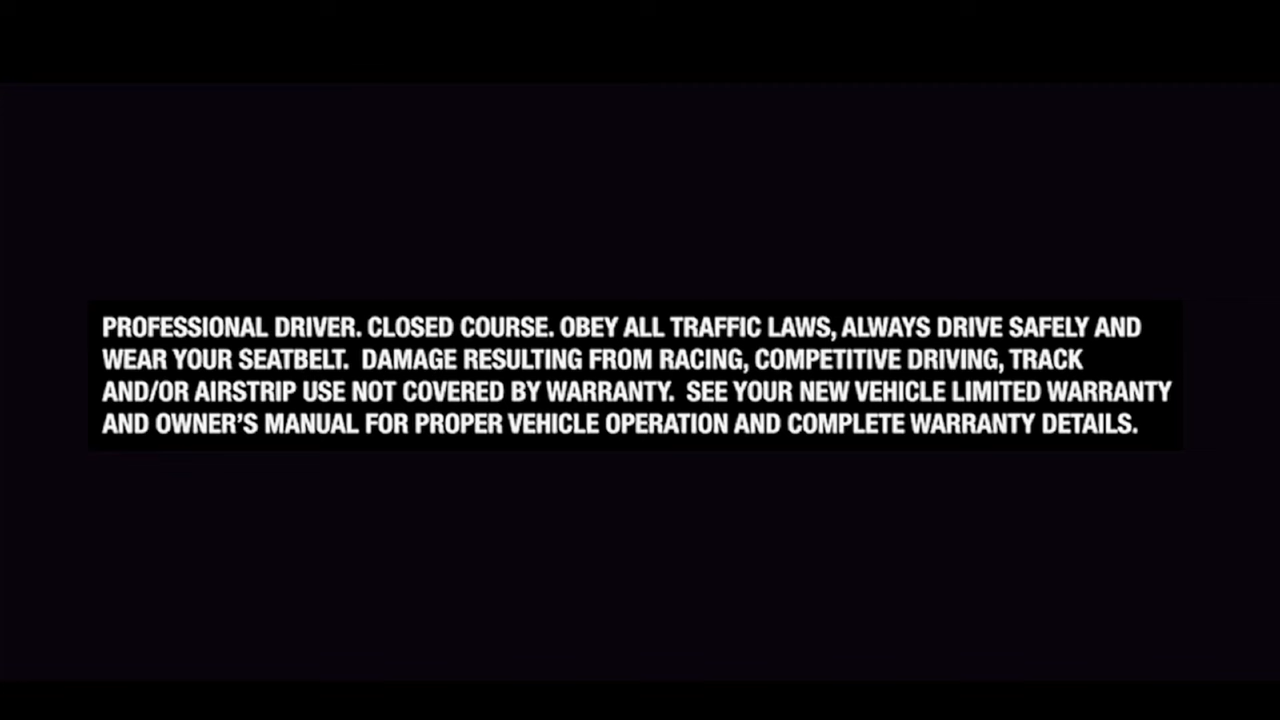 PROFESSIONAL DRIVER. CLOSED COURSE. OBEY ALL TRAFFIC LAWS, ALWAYS DRIVE SAFELY AND
WEAR YOUR SEATBELT.  DAMAGE RESULTING FROM RACING, COMPETITIVE DRIVING, TRACK
AND/OR AIRSTRIP USE NOT COVERED BY WARRANTY.  SEE YOUR NEW VEHICLE LIMITED WARRANTY
AND OWNER'S MANUAL FOR PROPER VEHICLE OPERATION AND COMPLETE WARRANTY DETAILS.